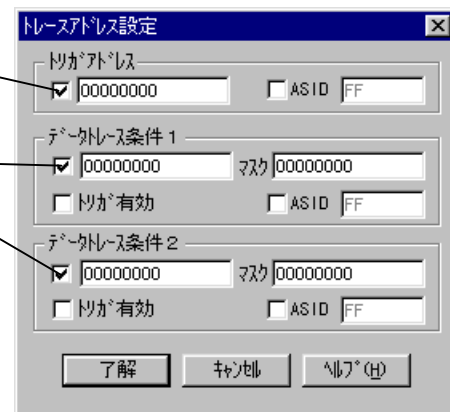 ﾄﾚｰｽｱﾄﾞﾚｽ設定
ﾄﾘｶﾞｱﾄﾞﾚｽ
00000000 ASID FF
ﾃﾞｰﾀﾄﾚｰｽ条件１
00000000 ﾏｽｸ 00000000
ﾄﾘｶﾞ有効 ASID FF
ﾃﾞｰﾀﾄﾚｰｽ条件２
00000000 ﾏｽｸ 00000000
ﾄﾘｶﾞ有効 ASID FF
了解 ｷｬﾝｾﾙ ﾍﾙﾌﾟ(H)